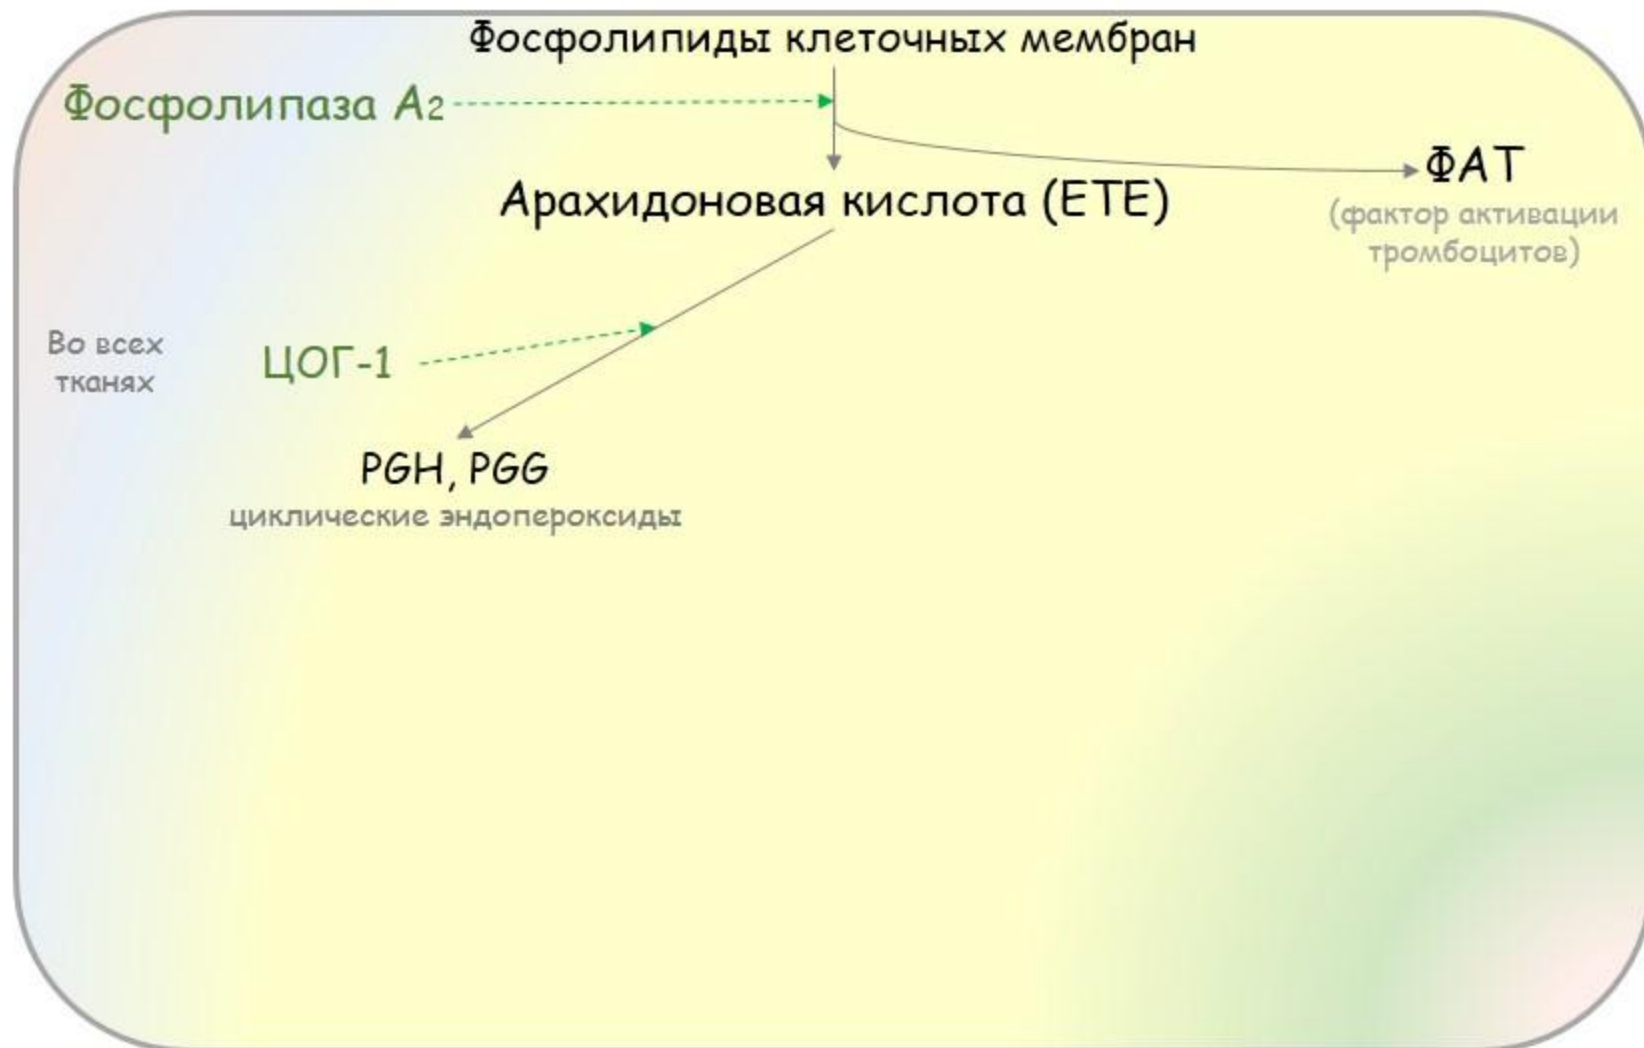 Фосфолипиды клеточных мембран
Фосфолипаза А2
ФАТ
(фактор активации
тромбоцитов)
Арахидоновая кислота (ETE)
Во всех
тканях
ЦОГ-1
PGH, PGG
циклические эндопероксиды